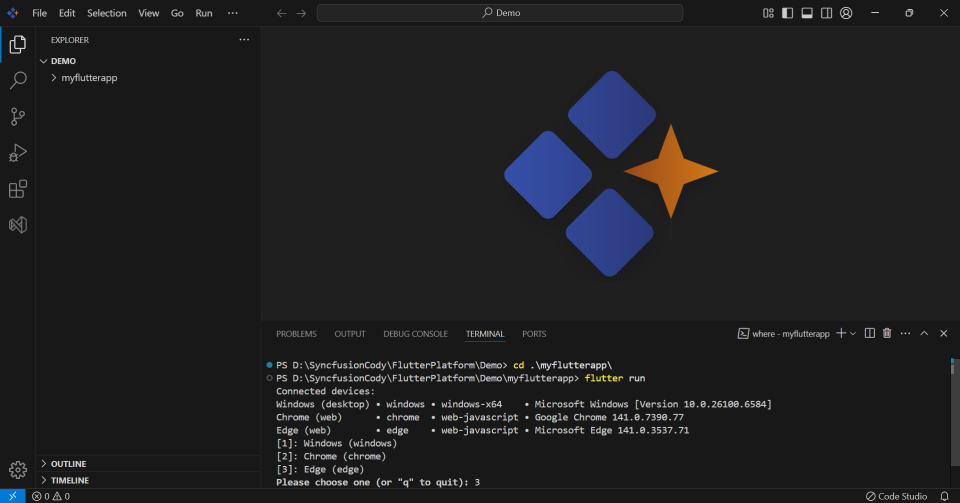 File Edit Selection View Go Run ···
Demo
EXPLORER ···
DEMO
myflutterapp
PROBLEMS OUTPUT DEBUG CONSOLE TERMINAL PORTS
where - myflutterapp ···
PS D:\SyncfusionCody\FlutterPlatform\Demo> cd .\myflutterapp\
PS D:\SyncfusionCody\FlutterPlatform\Demo\myflutterapp> flutter run
Connected devices:
Windows (desktop) • windows • windows-x64 • Microsoft Windows [Version 10.0.26100.6584]
Chrome (web) • chrome • web-javascript • Google Chrome 141.0.7390.77
Edge (web) • edge • web-javascript • Microsoft Edge 141.0.3537.71
[1]: Windows (windows)
[2]: Chrome (chrome)
[3]: Edge (edge)
Please choose one (or "q" to quit): 3
OUTLINE
TIMELINE
0 0
Code Studio